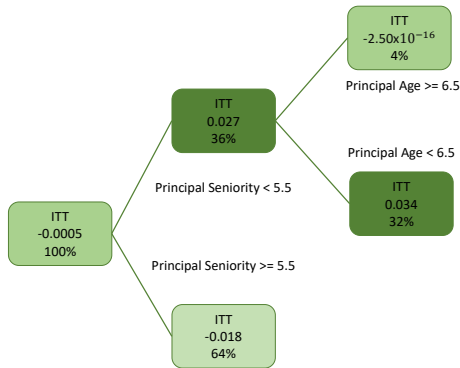 ITT
-2.50x10⁻¹⁶
4%
Principal Age >= 6.5
ITT
0.027
36%
Principal Age < 6.5
ITT
0.034
32%
Principal Seniority < 5.5
ITT
-0.0005
100%
Principal Seniority >= 5.5
ITT
-0.018
64%